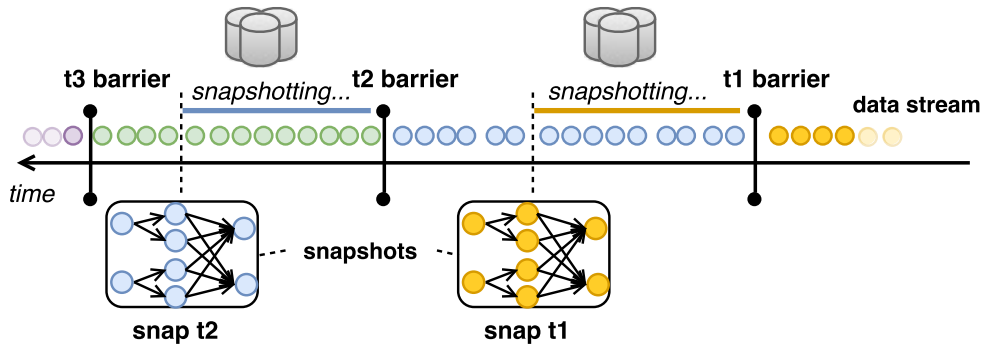 t3 barrier
t2 barrier
t1 barrier
snapshotting...
snapshotting...
data stream
time
snapshots
snap t2
snap t1